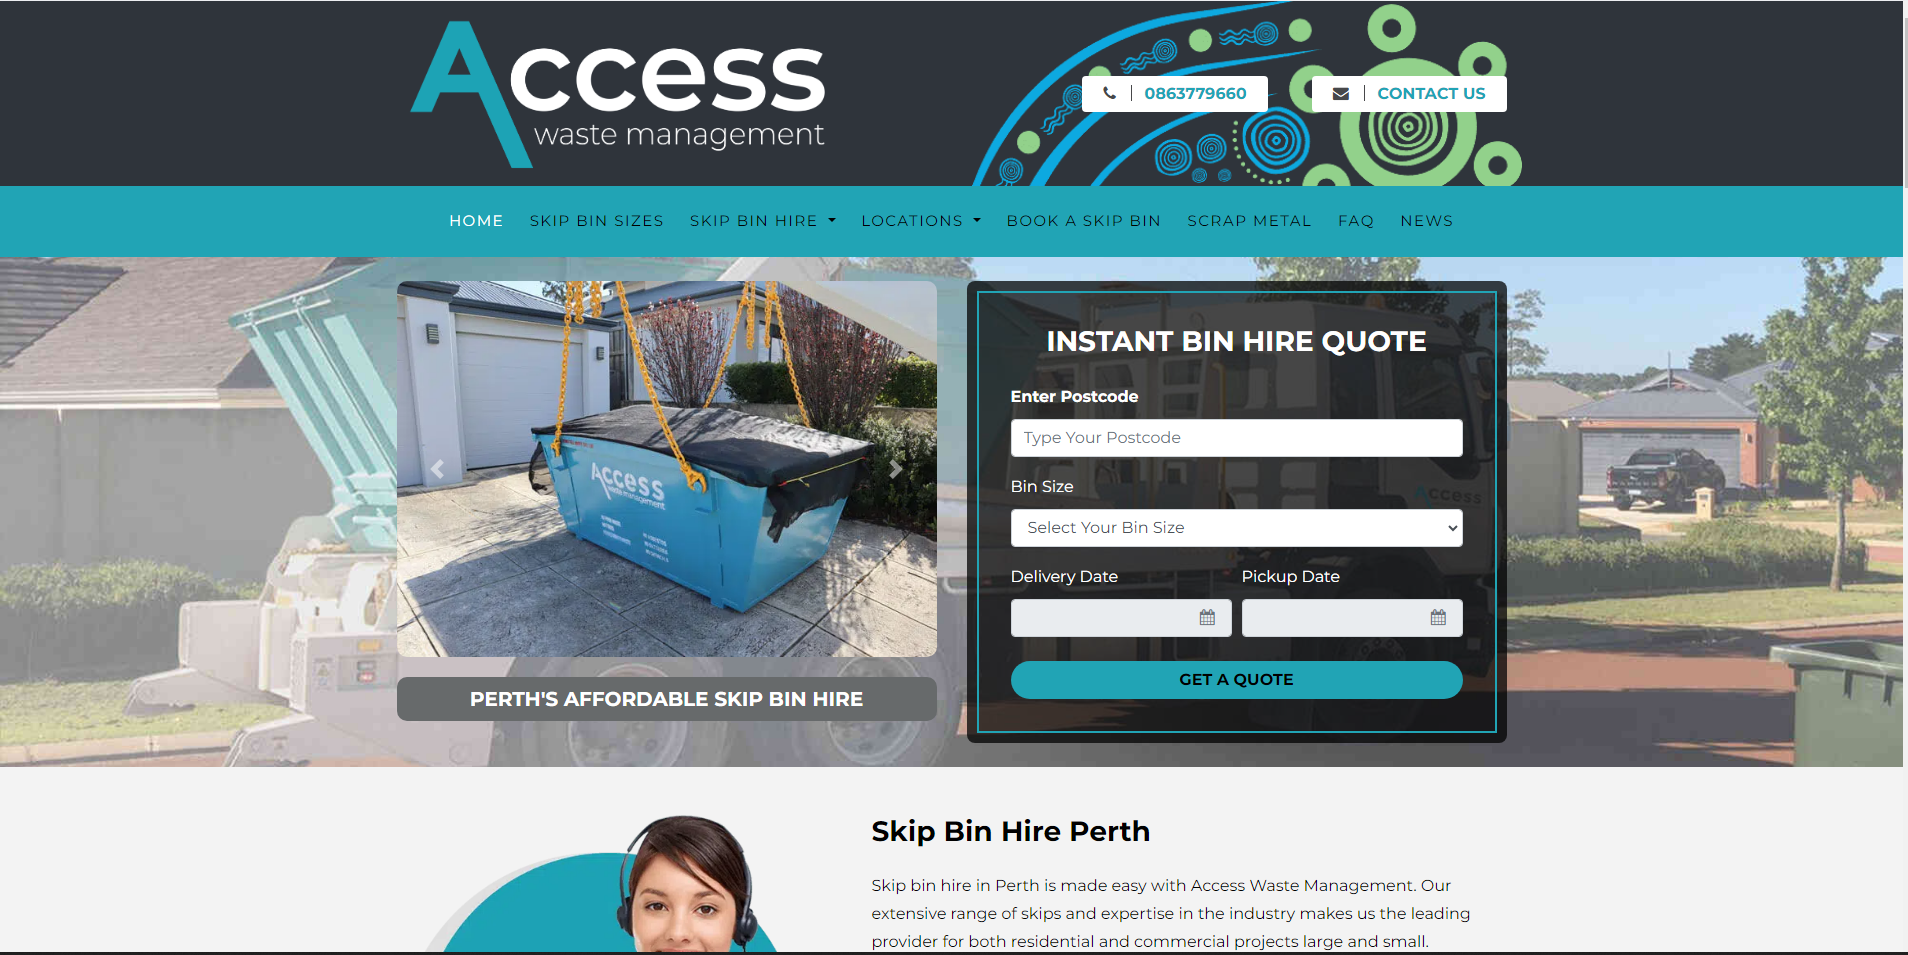 Access
waste management
0863779660
CONTACT US
HOME SKIP BIN SIZES SKIP BIN HIRE LOCATIONS BOOK A SKIP BIN SCRAP METAL FAQ NEWS
Access
waste management
PERTH'S AFFORDABLE SKIP BIN HIRE
INSTANT BIN HIRE QUOTE
Enter Postcode
Type Your Postcode
Bin Size
Select Your Bin Size
Access
Delivery Date Pickup Date
GET A QUOTE
Skip Bin Hire Perth
Skip bin hire in Perth is made easy with Access Waste Management. Our
extensive range of skips and expertise in the industry makes us the leading
provider for both residential and commercial projects large and small.